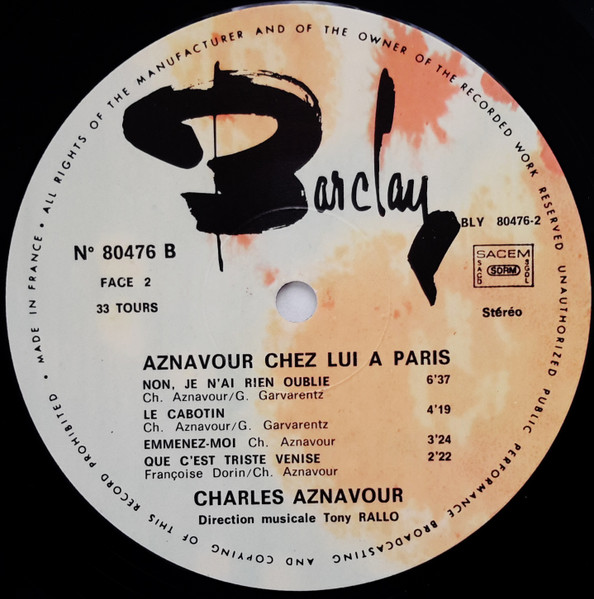 MADE IN FRANCE • ALL RIGHTS OF THE MANUFACTURER AND OF THE OWNER OF THE RECORDED WORK RESERVED UNAUTHORIZED PUBLIC PERFORMANCE BROADCASTING AND COPYING OF THIS RECORD PROHIBITED •
Barclay
BLY 80476-2
N° 80476 B
FACE 2
33 TOURS
SACEM
SACD SDRM SGDL
Stéréo
AZNAVOUR CHEZ LUI A PARIS
NON, JE N'AI RIEN OUBLIE 6'37
Ch. Aznavour/G. Garvarentz
LE CABOTIN 4'19
Ch. Aznavour/G. Garvarentz
EMMENEZ-MOI Ch. Aznavour 3'24
QUE C'EST TRISTE VENISE 2'22
Françoise Dorin/Ch. Aznavour
CHARLES AZNAVOUR
Direction musicale Tony RALLO